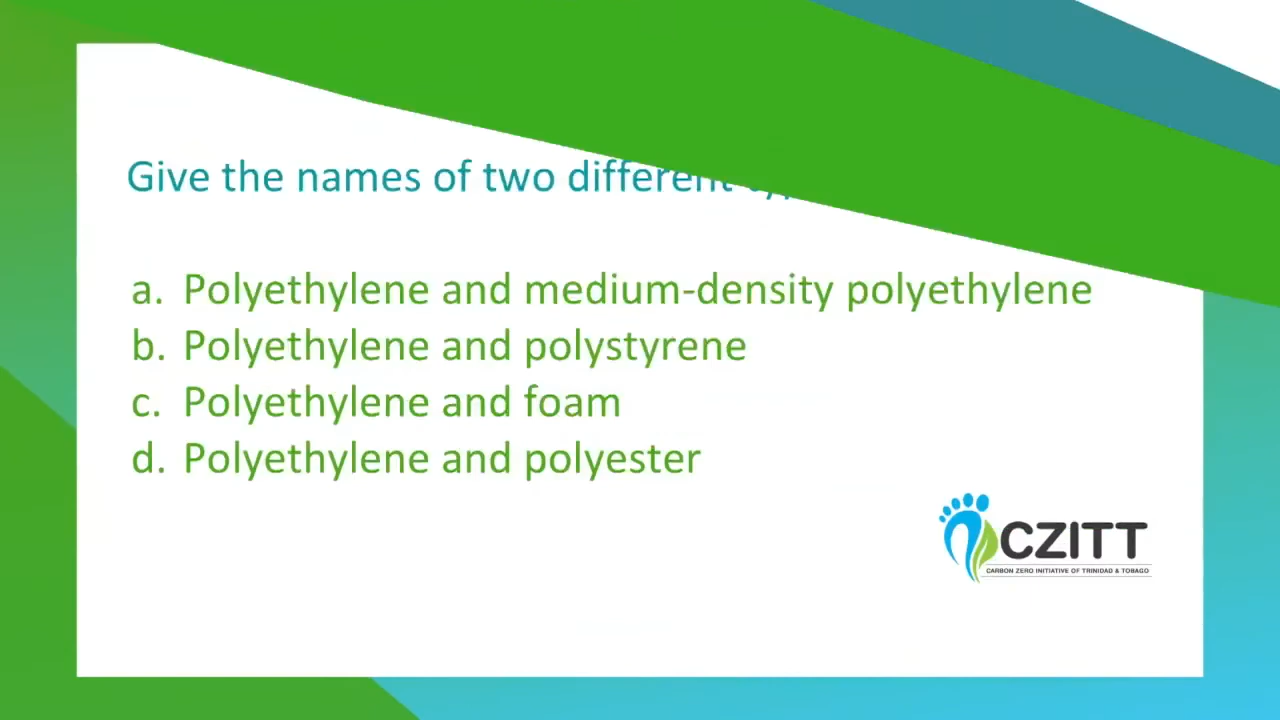 Give the names of two different
a. Polyethylene and medium-density polyethylene
b. Polyethylene and polystyrene
c. Polyethylene and foam
d. Polyethylene and polyester
CZITT
CARBON ZERO INITIATIVE OF TRINIDAD & TOBAGO